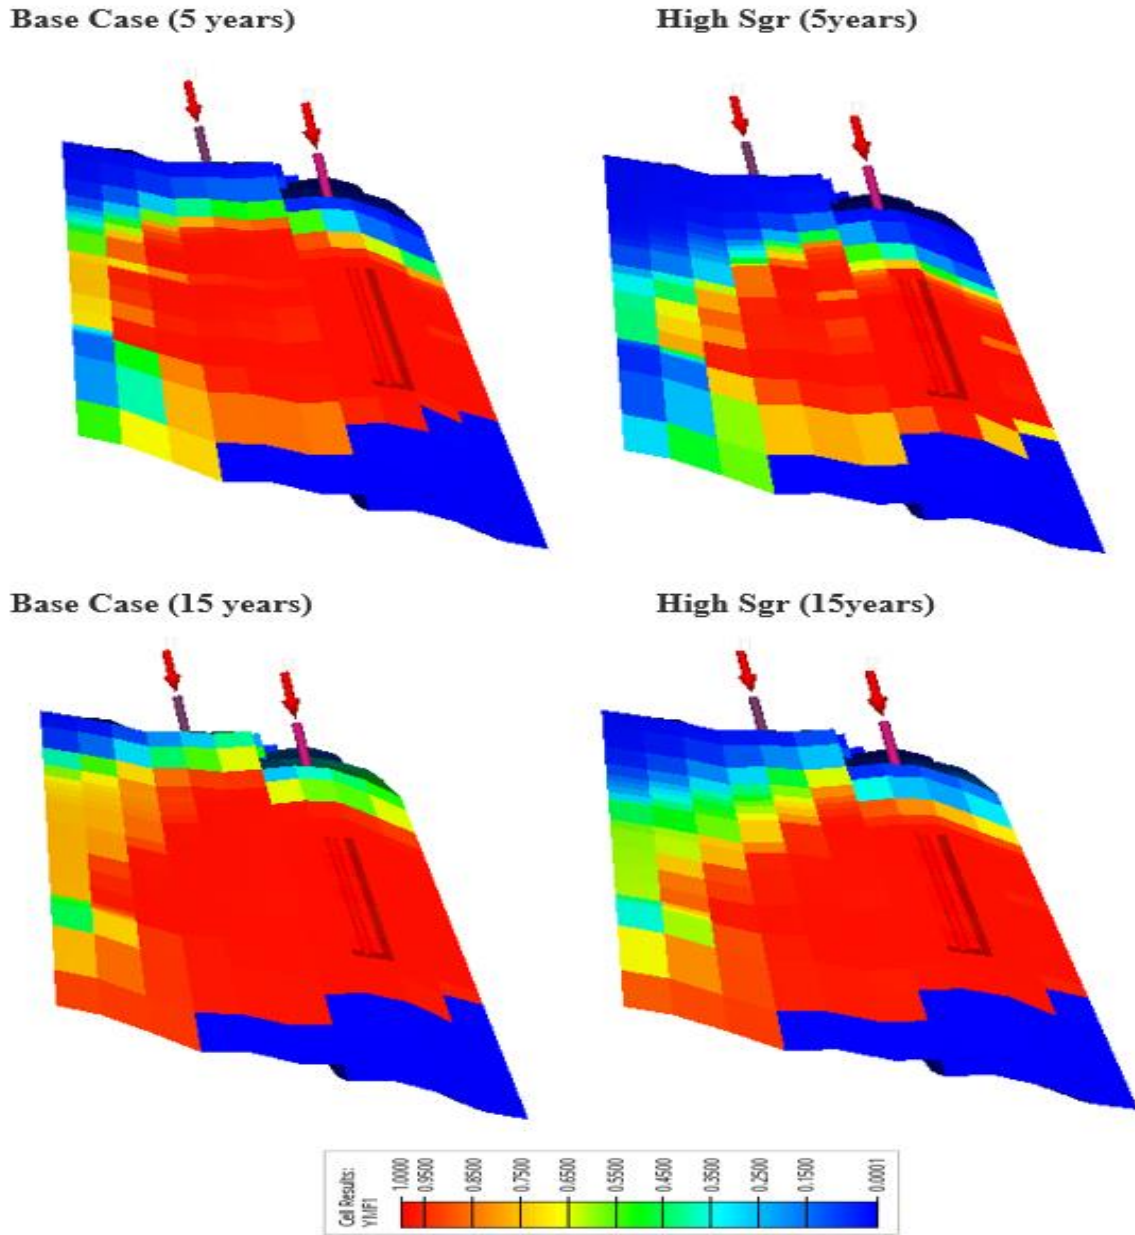 Base Case (5 years)
High Sgr (5years)
Base Case (15 years)
High Sgr (15years)
Cell Results:
YMF1
1.0000
0.9500
0.8500
0.7500
0.6500
0.5500
0.4500
0.3500
0.2500
0.1500
0.0001